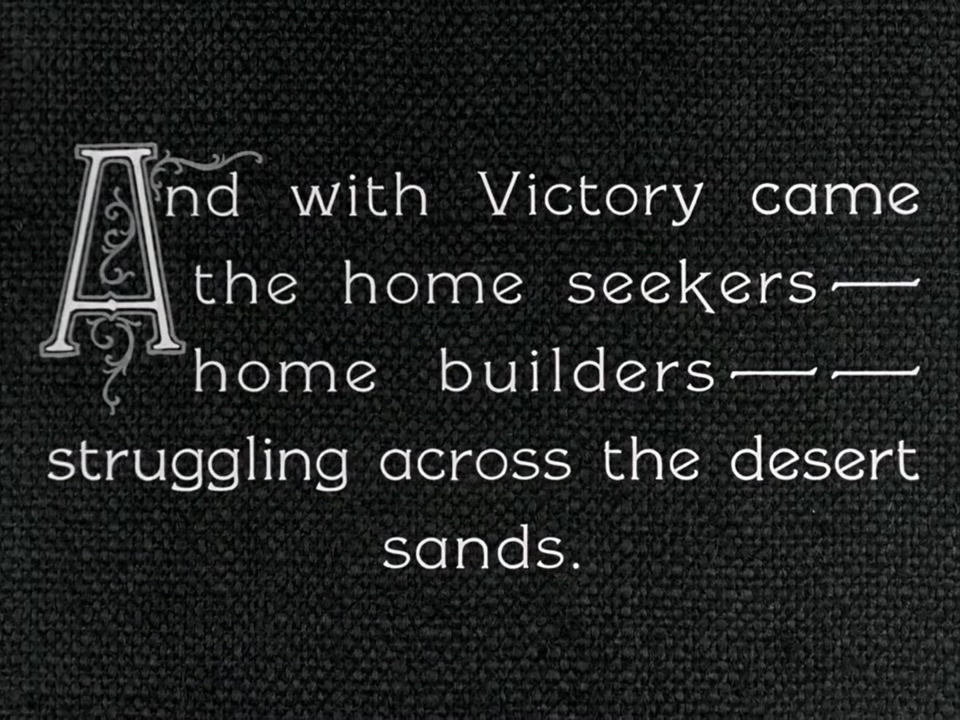 And with Victory came
the home seekers—
home builders— —
struggling across the desert
sands.